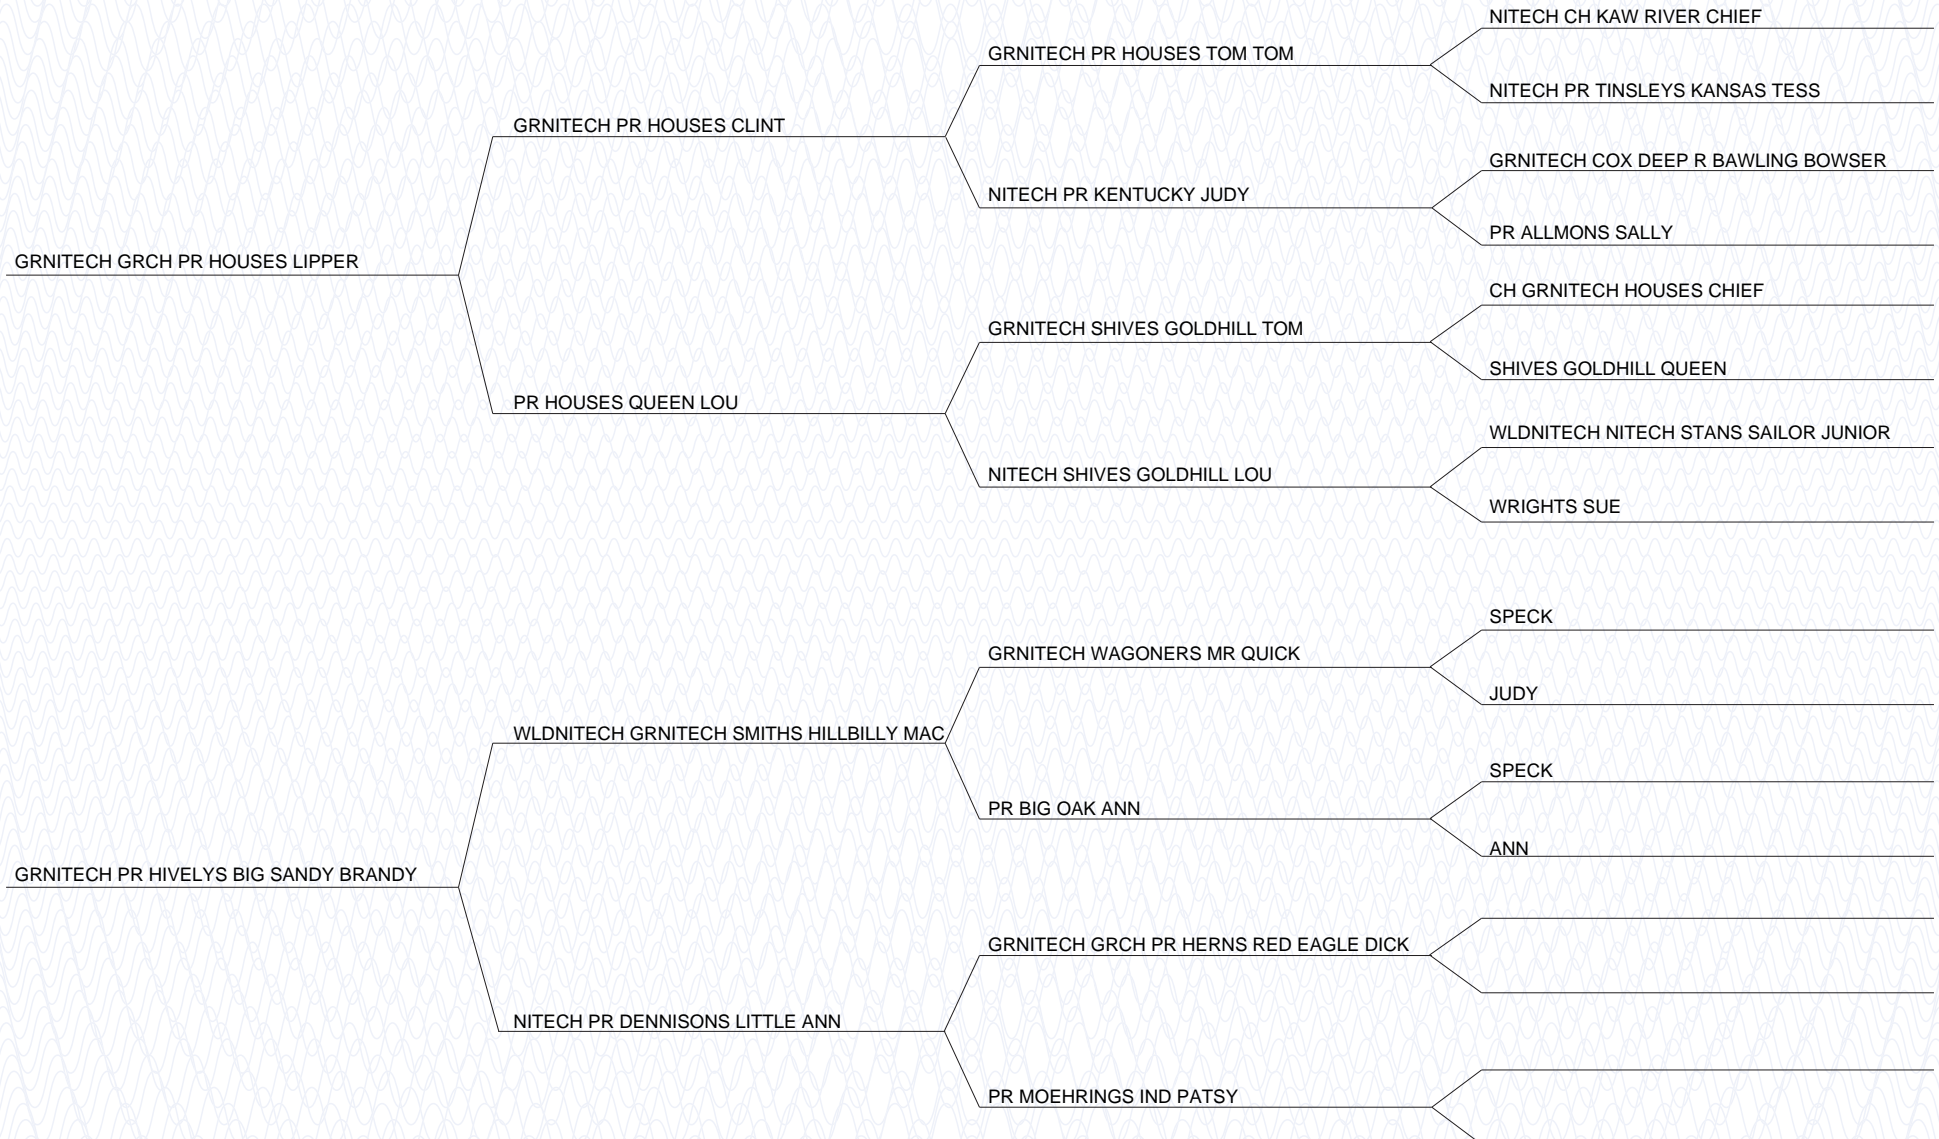 NITECH CH KAW RIVER CHIEF
GRNITECH PR HOUSES TOM TOM
NITECH PR TINSLEYS KANSAS TESS
GRNITECH PR HOUSES CLINT
GRNITECH COX DEEP R BAWLING BOWSER
NITECH PR KENTUCKY JUDY
PR ALLMONS SALLY
GRNITECH GRCH PR HOUSES LIPPER
CH GRNITECH HOUSES CHIEF
GRNITECH SHIVES GOLDHILL TOM
SHIVES GOLDHILL QUEEN
PR HOUSES QUEEN LOU
WLDNITECH NITECH STANS SAILOR JUNIOR
NITECH SHIVES GOLDHILL LOU
WRIGHTS SUE
SPECK
GRNITECH WAGONERS MR QUICK
JUDY
WLDNITECH GRNITECH SMITHS HILLBILLY MAC
SPECK
PR BIG OAK ANN
ANN
GRNITECH PR HIVELYS BIG SANDY BRANDY
GRNITECH GRCH PR HERNS RED EAGLE DICK
NITECH PR DENNISONS LITTLE ANN
PR MOEHRINGS IND PATSY